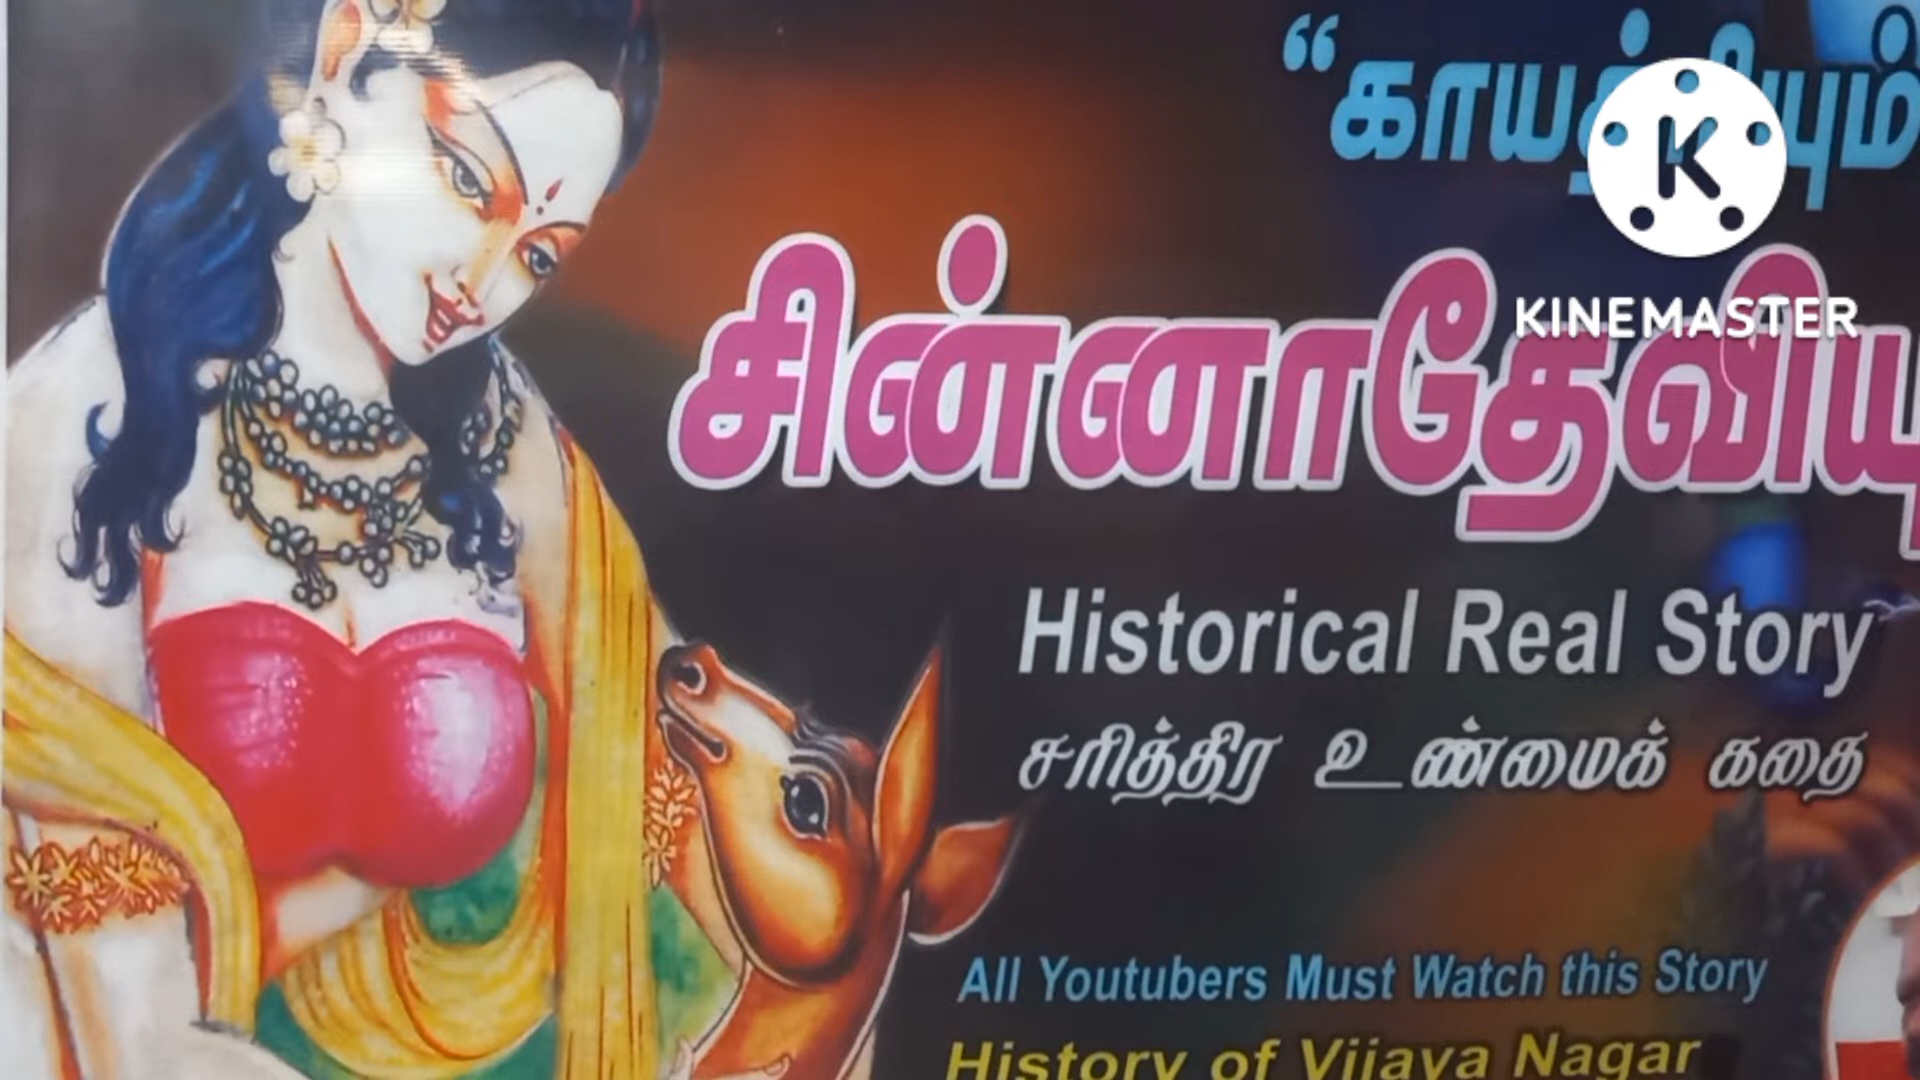 K
KINEMASTER
Historical Real Story
சரித்திர உண்மைக் கதை
All Youtubers Must Watch this Story
History of Vijaya Nagar